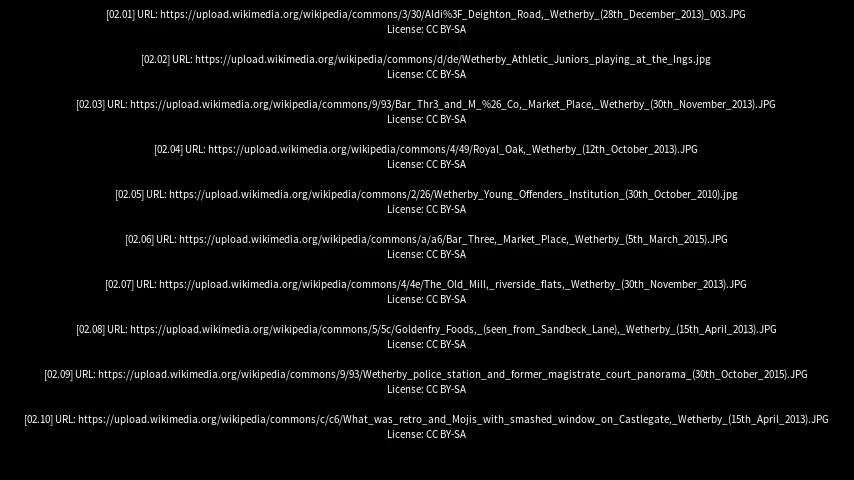 [02.01] URL: https://upload.wikimedia.org/wikipedia/commons/3/30/Aldi%3F_Deighton_Road,_Wetherby_(28th_December_2013)_003.JPG
License: CC BY-SA
[02.02] URL: https://upload.wikimedia.org/wikipedia/commons/d/de/Wetherby_Athletic_Juniors_playing_at_the_Ings.jpg
License: CC BY-SA
[02.03] URL: https://upload.wikimedia.org/wikipedia/commons/9/93/Bar_Thr3_and_M_%26_Co,_Market_Place,_Wetherby_(30th_November_2013).JPG
License: CC BY-SA
[02.04] URL: https://upload.wikimedia.org/wikipedia/commons/4/49/Royal_Oak,_Wetherby_(12th_October_2013).JPG
License: CC BY-SA
[02.05] URL: https://upload.wikimedia.org/wikipedia/commons/2/26/Wetherby_Young_Offenders_Institution_(30th_October_2010).jpg
License: CC BY-SA
[02.06] URL: https://upload.wikimedia.org/wikipedia/commons/a/a6/Bar_Three,_Market_Place,_Wetherby_(5th_March_2015).JPG
License: CC BY-SA
[02.07] URL: https://upload.wikimedia.org/wikipedia/commons/4/4e/The_Old_Mill,_riverside_flats,_Wetherby_(30th_November_2013).JPG
License: CC BY-SA
[02.08] URL: https://upload.wikimedia.org/wikipedia/commons/5/5c/Goldenfry_Foods,_(seen_from_Sandbeck_Lane),_Wetherby_(15th_April_2013).JPG
License: CC BY-SA
[02.09] URL: https://upload.wikimedia.org/wikipedia/commons/9/93/Wetherby_police_station_and_former_magistrate_court_panorama_(30th_October_2015).JPG
License: CC BY-SA
[02.10] URL: https://upload.wikimedia.org/wikipedia/commons/c/c6/What_was_retro_and_Mojis_with_smashed_window_on_Castlegate,_Wetherby_(15th_April_2013).JPG
License: CC BY-SA